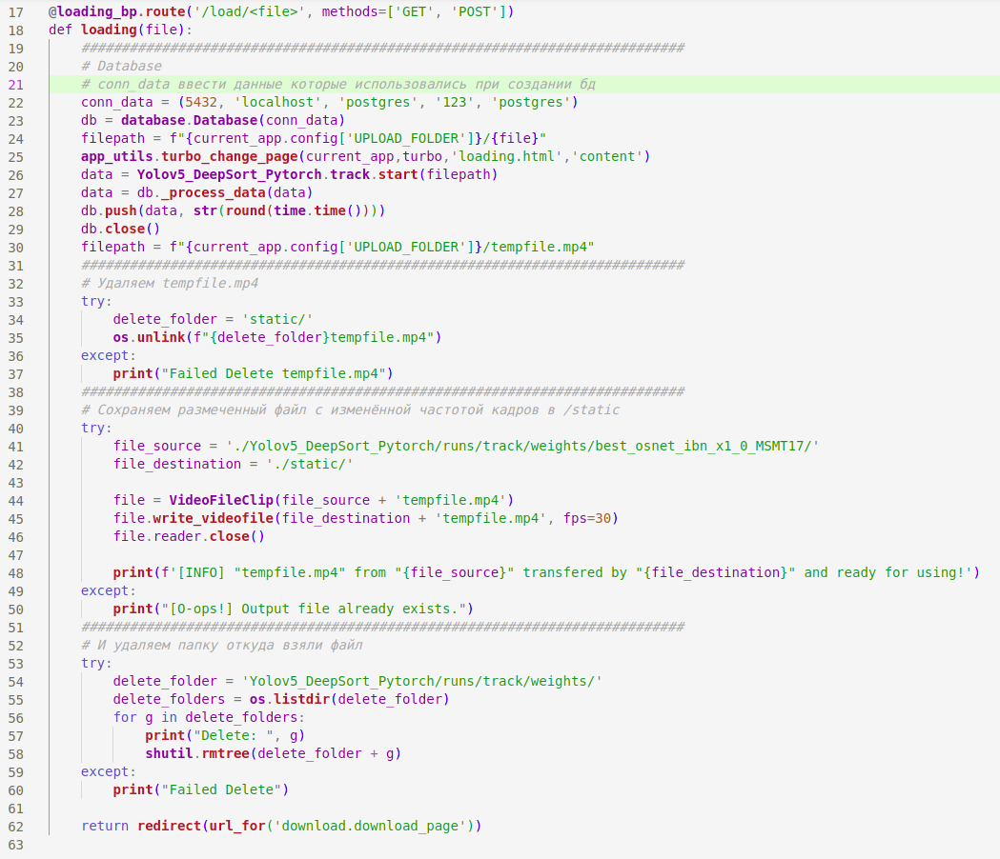 17 @loading_bp.route('/load/<file>', methods=['GET', 'POST'])
18 def loading(file):
19     ###########################################################################
20     # Database
21     # conn_data ввести данные которые использовались при создании бд
22     conn_data = (5432, 'localhost', 'postgres', '123', 'postgres')
23     db = database.Database(conn_data)
24     filepath = f"{current_app.config['UPLOAD_FOLDER']}/{file}"
25     app_utils.turbo_change_page(current_app,turbo,'loading.html','content')
26     data = Yolov5_DeepSort_Pytorch.track.start(filepath)
27     data = db._process_data(data)
28     db.push(data, str(round(time.time())))
29     db.close()
30     filepath = f"{current_app.config['UPLOAD_FOLDER']}/tempfile.mp4"
31     ###########################################################################
32     # Удаляем tempfile.mp4
33     try:
34         delete_folder = 'static/'
35         os.unlink(f"{delete_folder}tempfile.mp4")
36     except:
37         print("Failed Delete tempfile.mp4")
38     ###########################################################################
39     # Сохраняем размеченный файл с изменённой частотой кадров в /static
40     try:
41         file_source = './Yolov5_DeepSort_Pytorch/runs/track/weights/best_osnet_ibn_x1_0_MSMT17/'
42         file_destination = './static/'
43
44         file = VideoFileClip(file_source + 'tempfile.mp4')
45         file.write_videofile(file_destination + 'tempfile.mp4', fps=30)
46         file.reader.close()
47
48         print(f'[INFO] "tempfile.mp4" from "{file_source}" transfered by "{file_destination}" and ready for using!')
49     except:
50         print("[O-ops!] Output file already exists.")
51     ###########################################################################
52     # И удаляем папку откуда взяли файл
53     try:
54         delete_folder = 'Yolov5_DeepSort_Pytorch/runs/track/weights/'
55         delete_folders = os.listdir(delete_folder)
56         for g in delete_folders:
57             print("Delete: ", g)
58             shutil.rmtree(delete_folder + g)
59     except:
60         print("Failed Delete")
61
62     return redirect(url_for('download.download_page'))
63